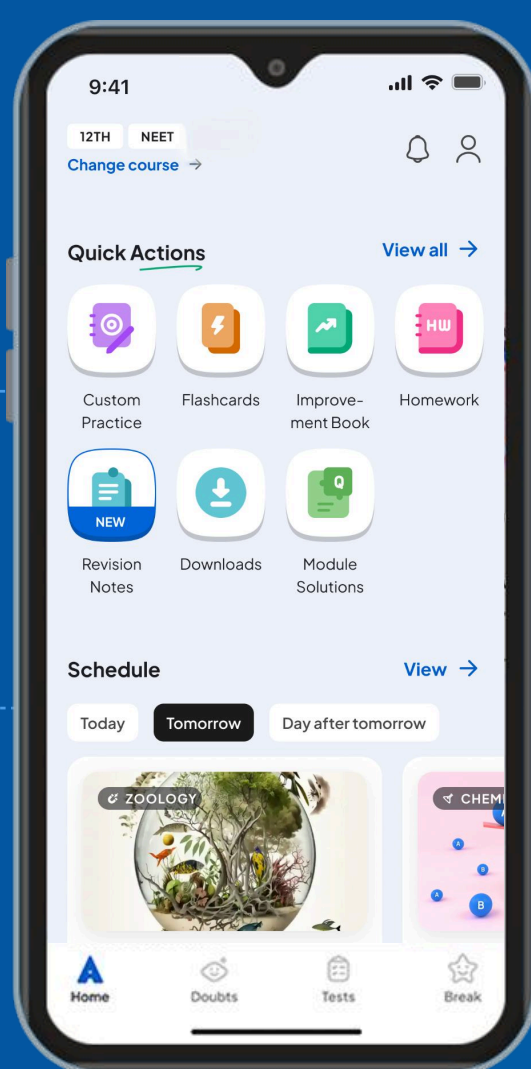 9:41
12TH NEET
Change course →
Quick Actions
View all →
Custom Practice
Flashcards
Improve-
ment Book
Homework
NEW
Revision Notes
Downloads
Q
Module Solutions
HW
Schedule
View →
Today Tomorrow Day after tomorrow
ZOOLOGY
CHEMI
A
B
A
B
Home Doubts Tests Break